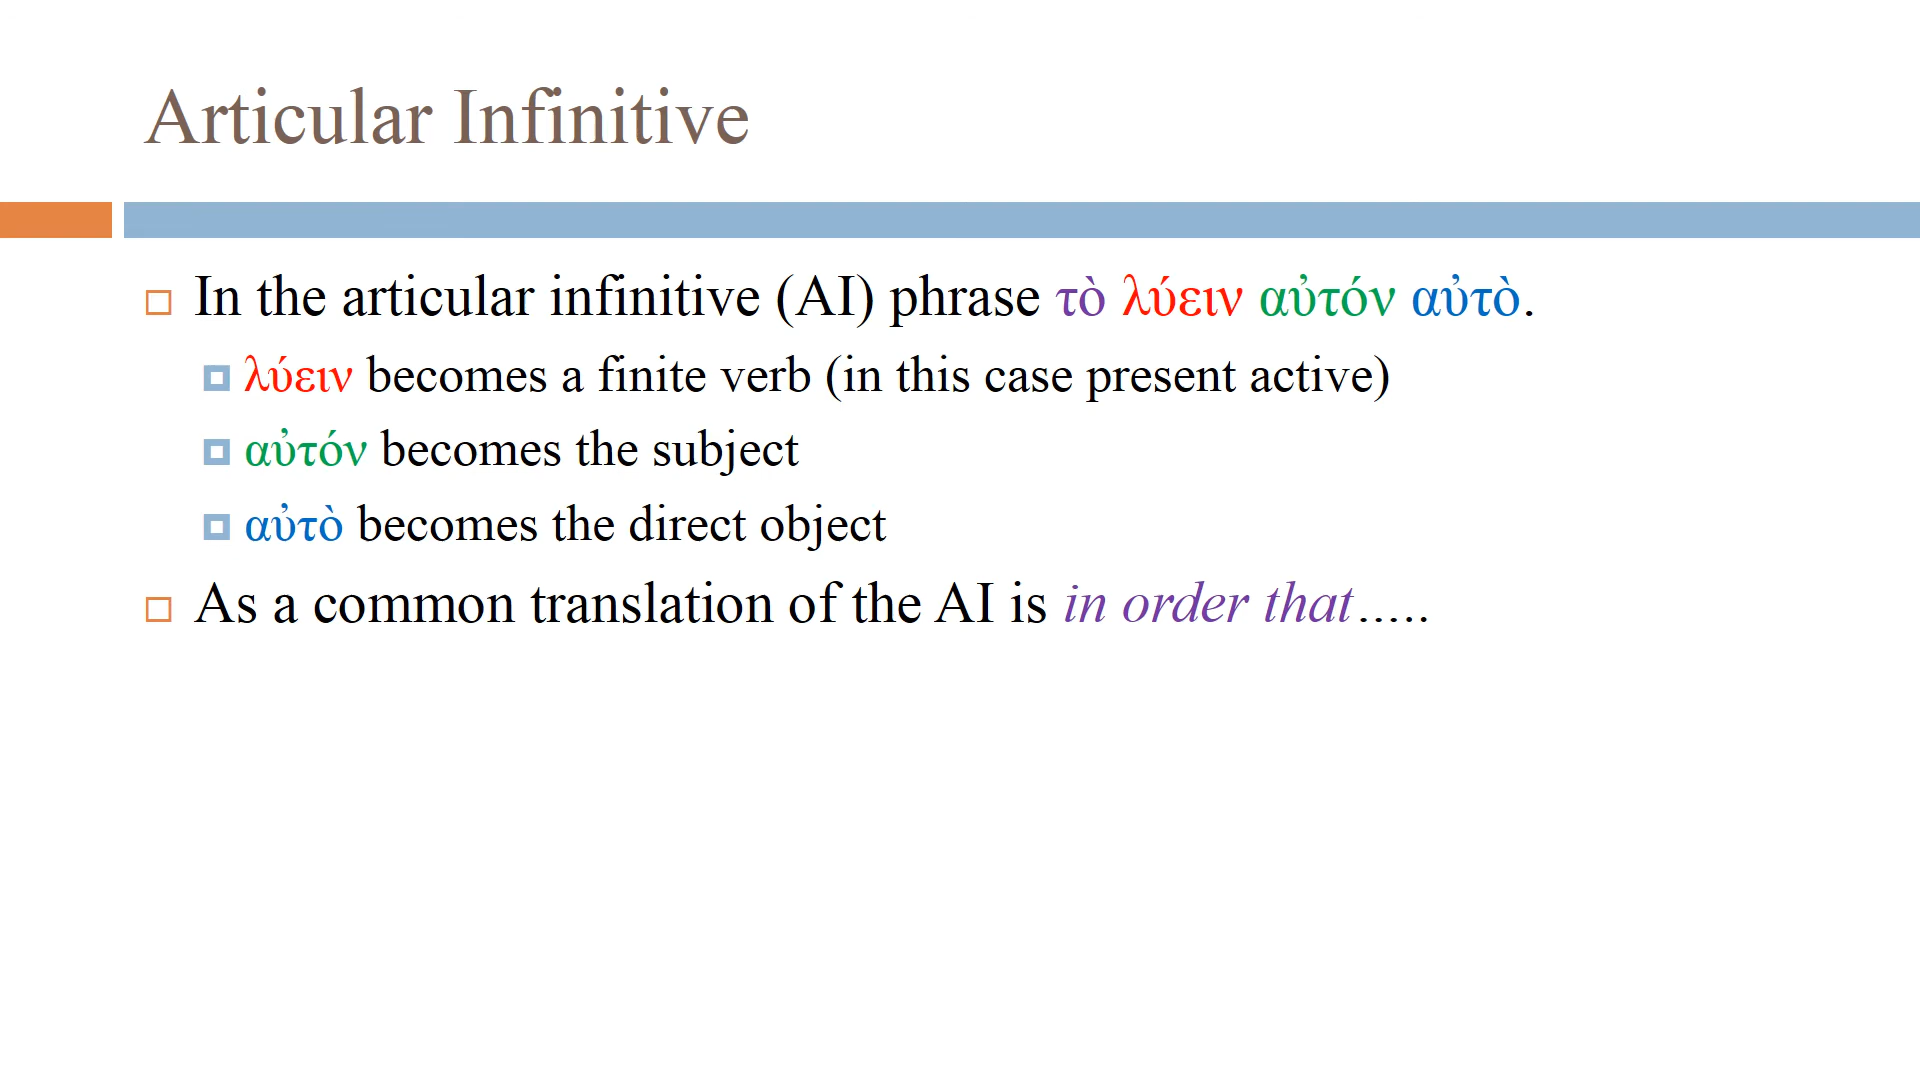 Articular Infinitive
In the articular infinitive (AI) phrase τὸ λύειν αὐτόν αὐτὸ.
λύειν becomes a finite verb (in this case present active)
αὐτόν becomes the subject
αὐτὸ becomes the direct object
As a common translation of the AI is in order that…..